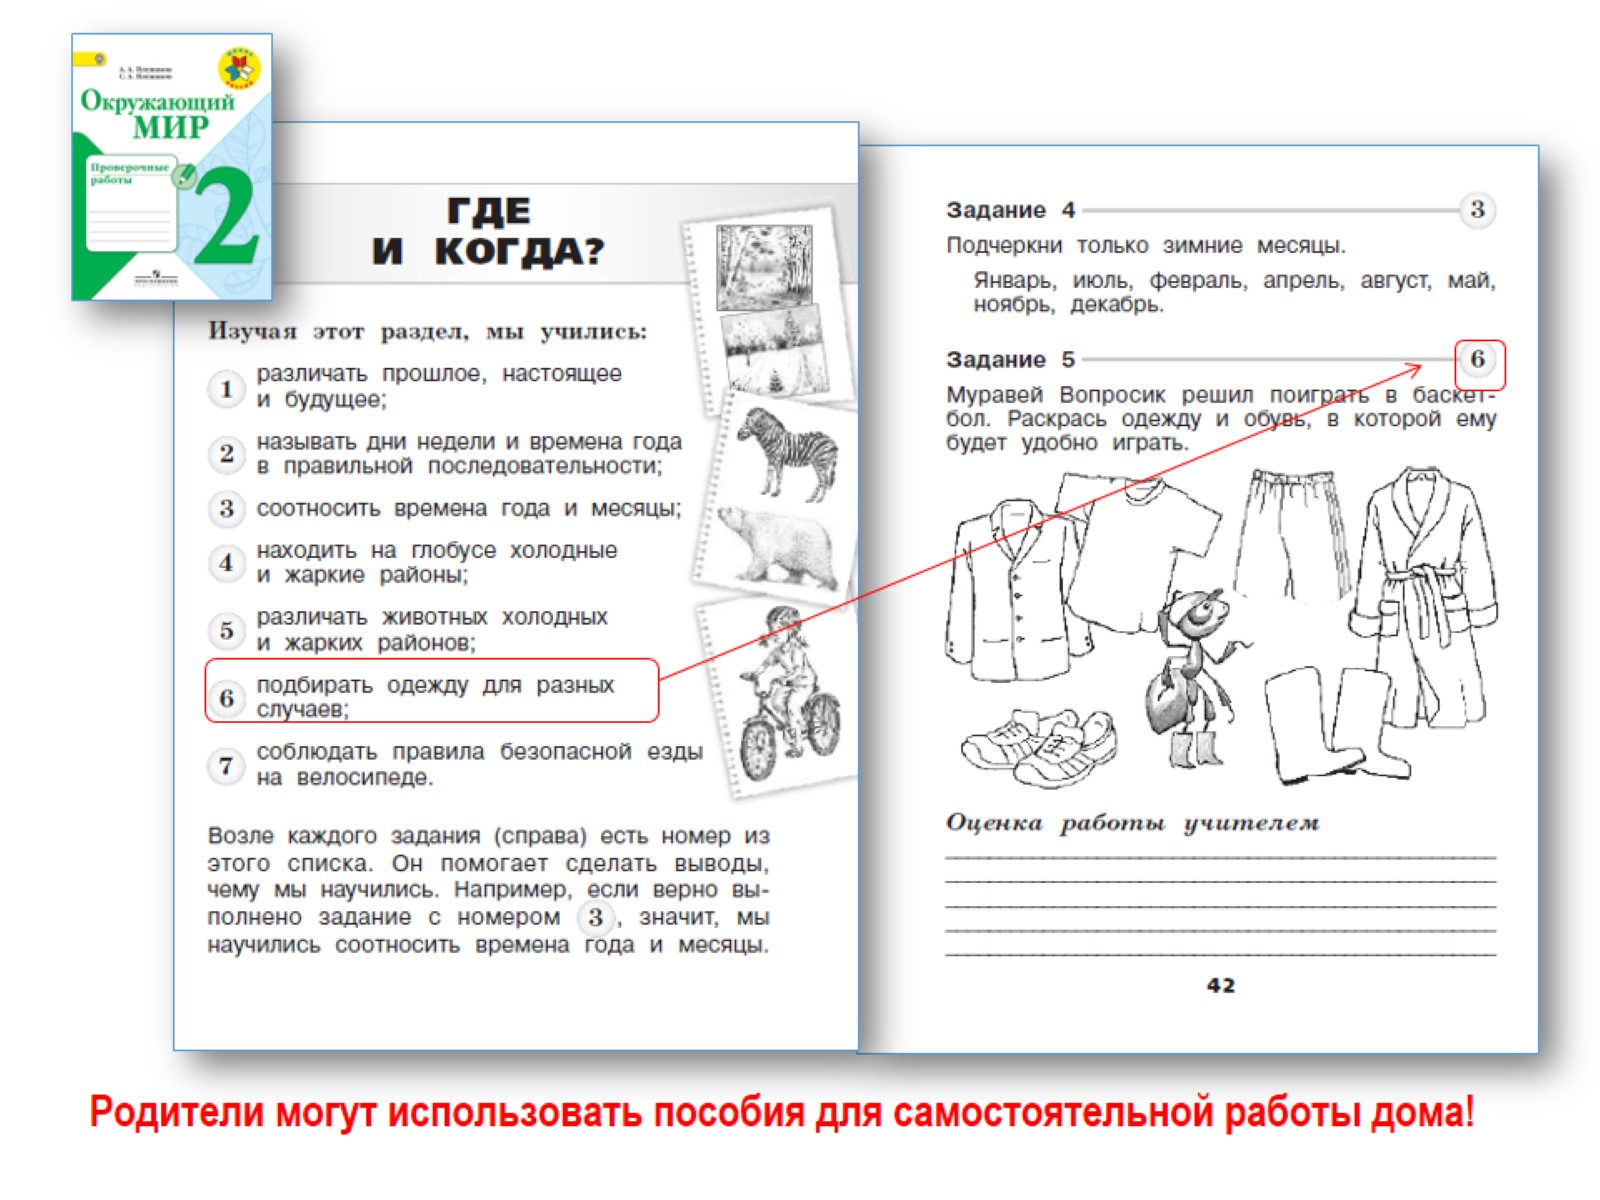 А. А. Плешаков
С. А. Плешаков
Окружающий
МИР
Проверочные
работы
2
ГДЕ
И КОГДА?
Изучая этот раздел, мы учились:
1 различать прошлое, настоящее
и будущее;
2 называть дни недели и времена года
в правильной последовательности;
3 соотносить времена года и месяцы;
4 находить на глобусе холодные
и жаркие районы;
5 различать животных холодных
и жарких районов;
6 подбирать одежду для разных
случаев;
7 соблюдать правила безопасной езды
на велосипеде.
Возле каждого задания (справа) есть номер из
этого списка. Он помогает сделать выводы,
чему мы научились. Например, если верно вы-
полнено задание с номером 3, значит, мы
научились соотносить времена года и месяцы.
Задание 4 3
Подчеркни только зимние месяцы.
Январь, июль, февраль, апрель, август, май,
ноябрь, декабрь.
Задание 5 6
Муравей Вопросик решил поиграть в баскет-
бол. Раскрась одежду и обувь, в которой ему
будет удобно играть.
Оценка работы учителем
42
Родители могут использовать пособия для самостоятельной работы дома!